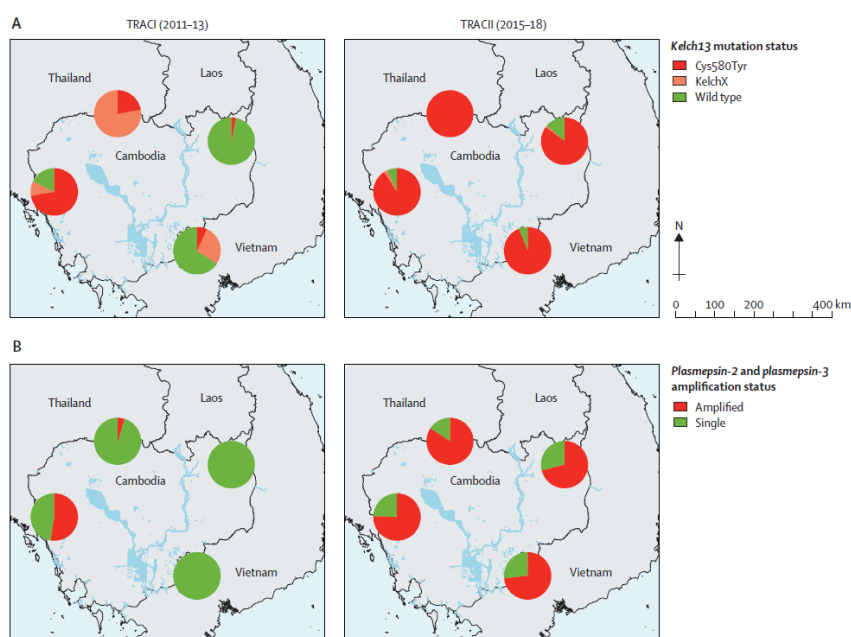 A
TRACI (2011–13)
TRACII (2015–18)
Thailand
Laos
Cambodia
Vietnam
Thailand
Laos
Cambodia
Vietnam
Kelch13 mutation status
Cys580Tyr
KelchX
Wild type
N
0 100 200 400 km
B
Thailand
Laos
Cambodia
Vietnam
Thailand
Laos
Cambodia
Vietnam
Plasmepsin-2 and plasmepsin-3
amplification status
Amplified
Single